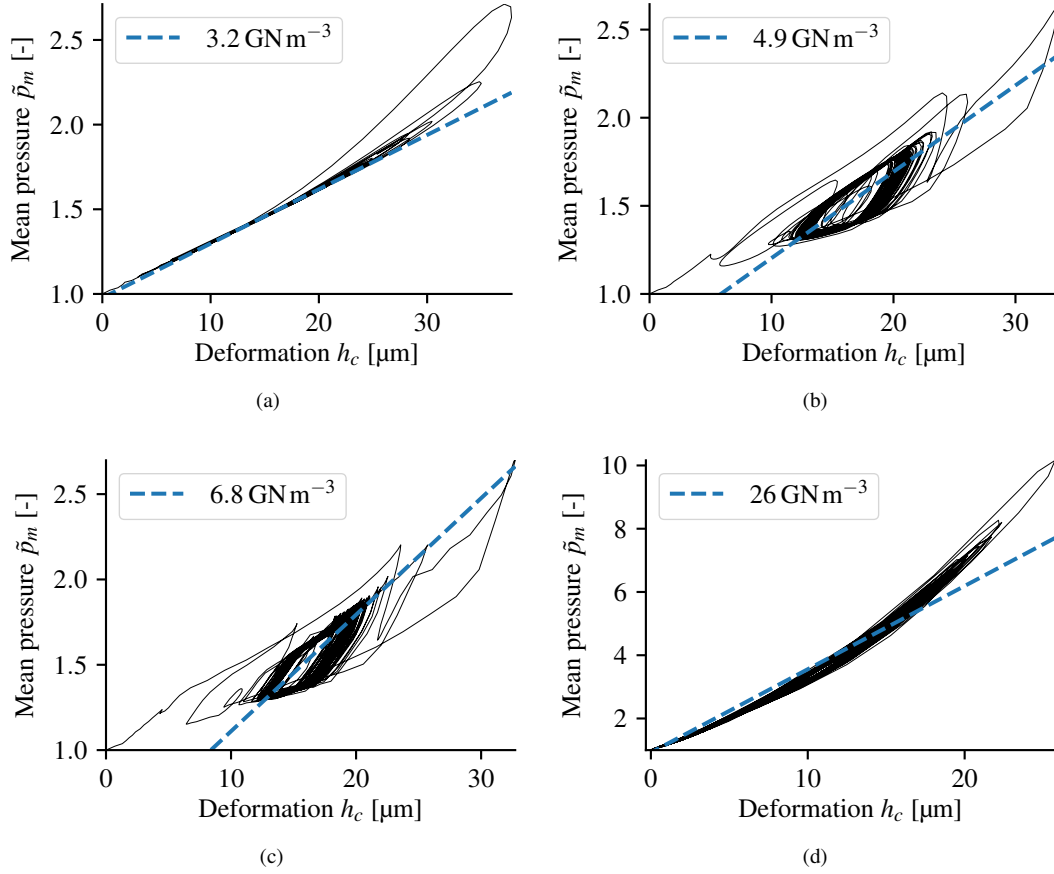 3.2 GN m⁻³
Mean pressure p̃ₘ [-]
2.5
2.0
1.5
1.0
0
10
20
30
Deformation h_c [µm]
(a)
4.9 GN m⁻³
Mean pressure p̃ₘ [-]
2.5
2.0
1.5
1.0
0
10
20
30
Deformation h_c [µm]
(b)
6.8 GN m⁻³
Mean pressure p̃ₘ [-]
2.5
2.0
1.5
1.0
0
10
20
30
Deformation h_c [µm]
(c)
26 GN m⁻³
Mean pressure p̃ₘ [-]
10
8
6
4
2
0
10
20
Deformation h_c [µm]
(d)